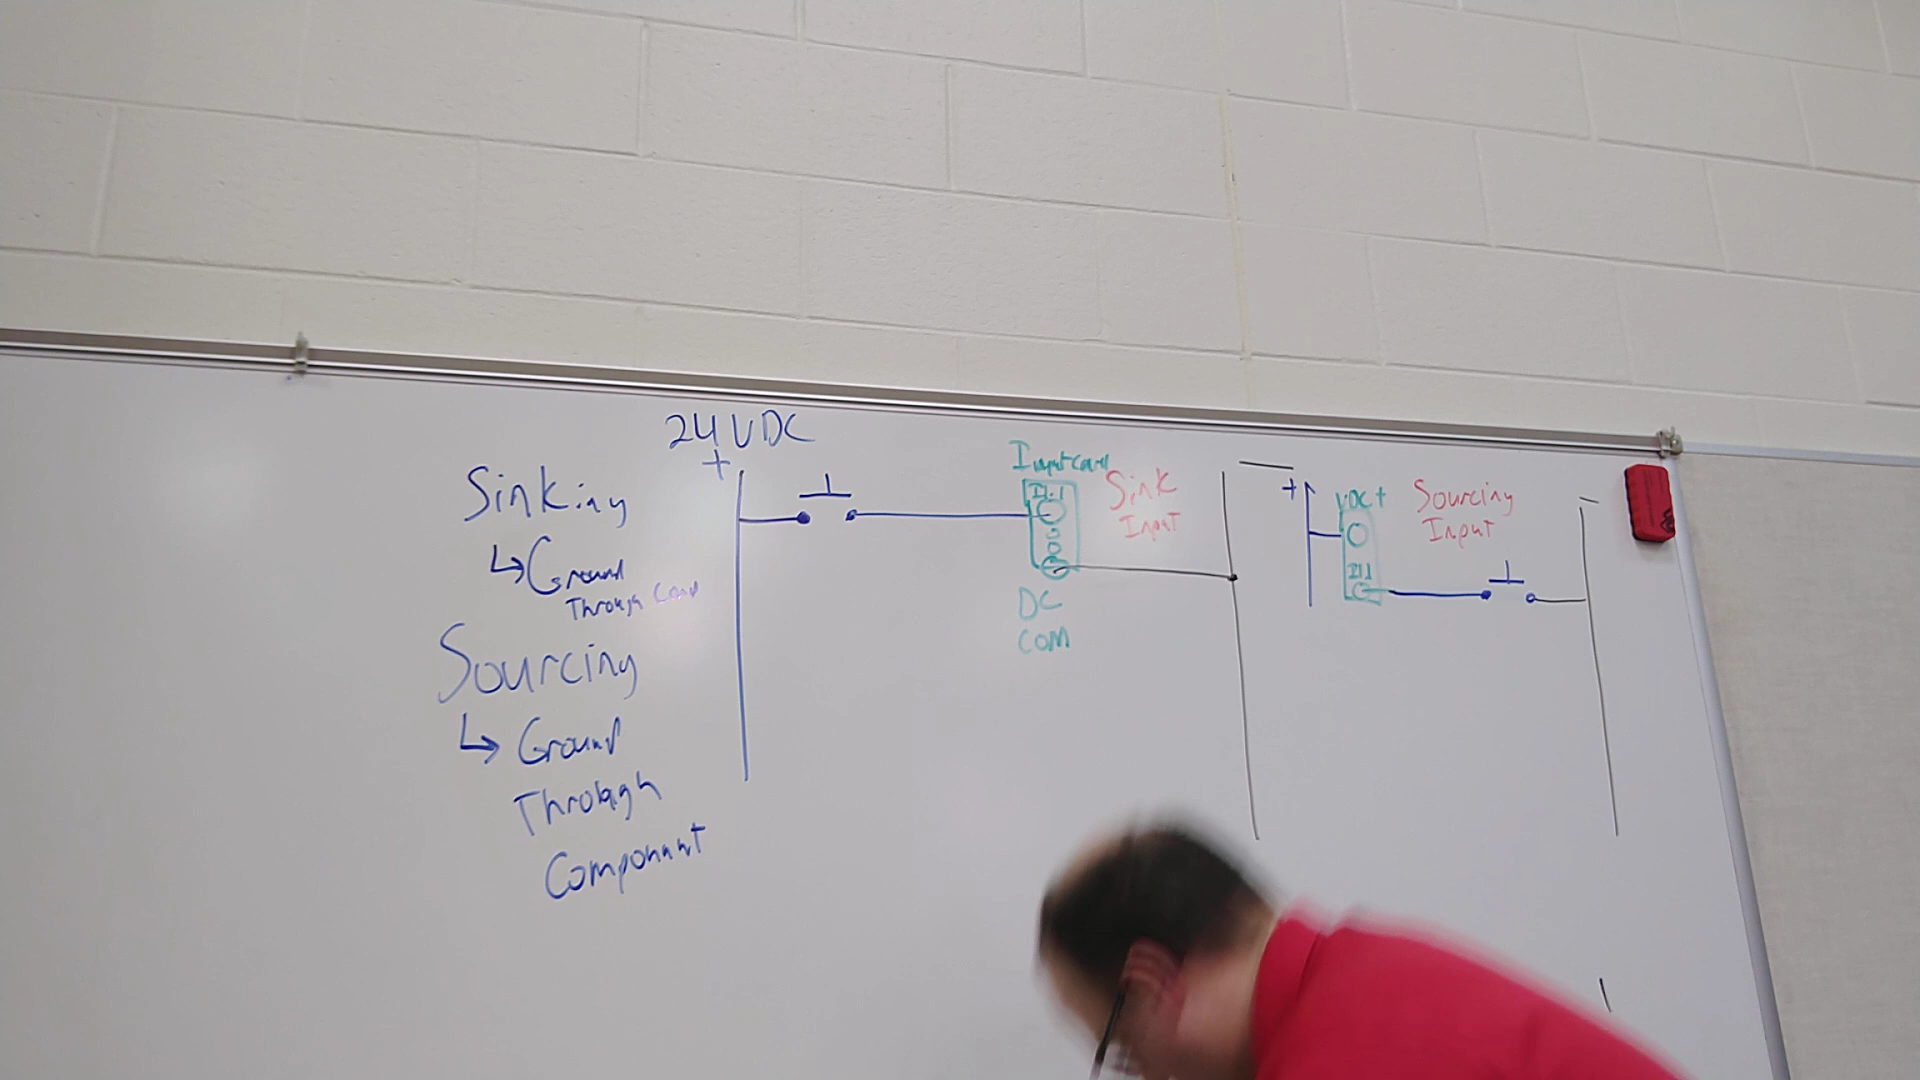 24VDC
+
Sinking
↳ Ground
Through Card
Sourcing
↳ Ground
Through
Component
Input card
I1.1
DC
COM
Sink
Input
+
VDC+
I1.1
Sourcing
Input